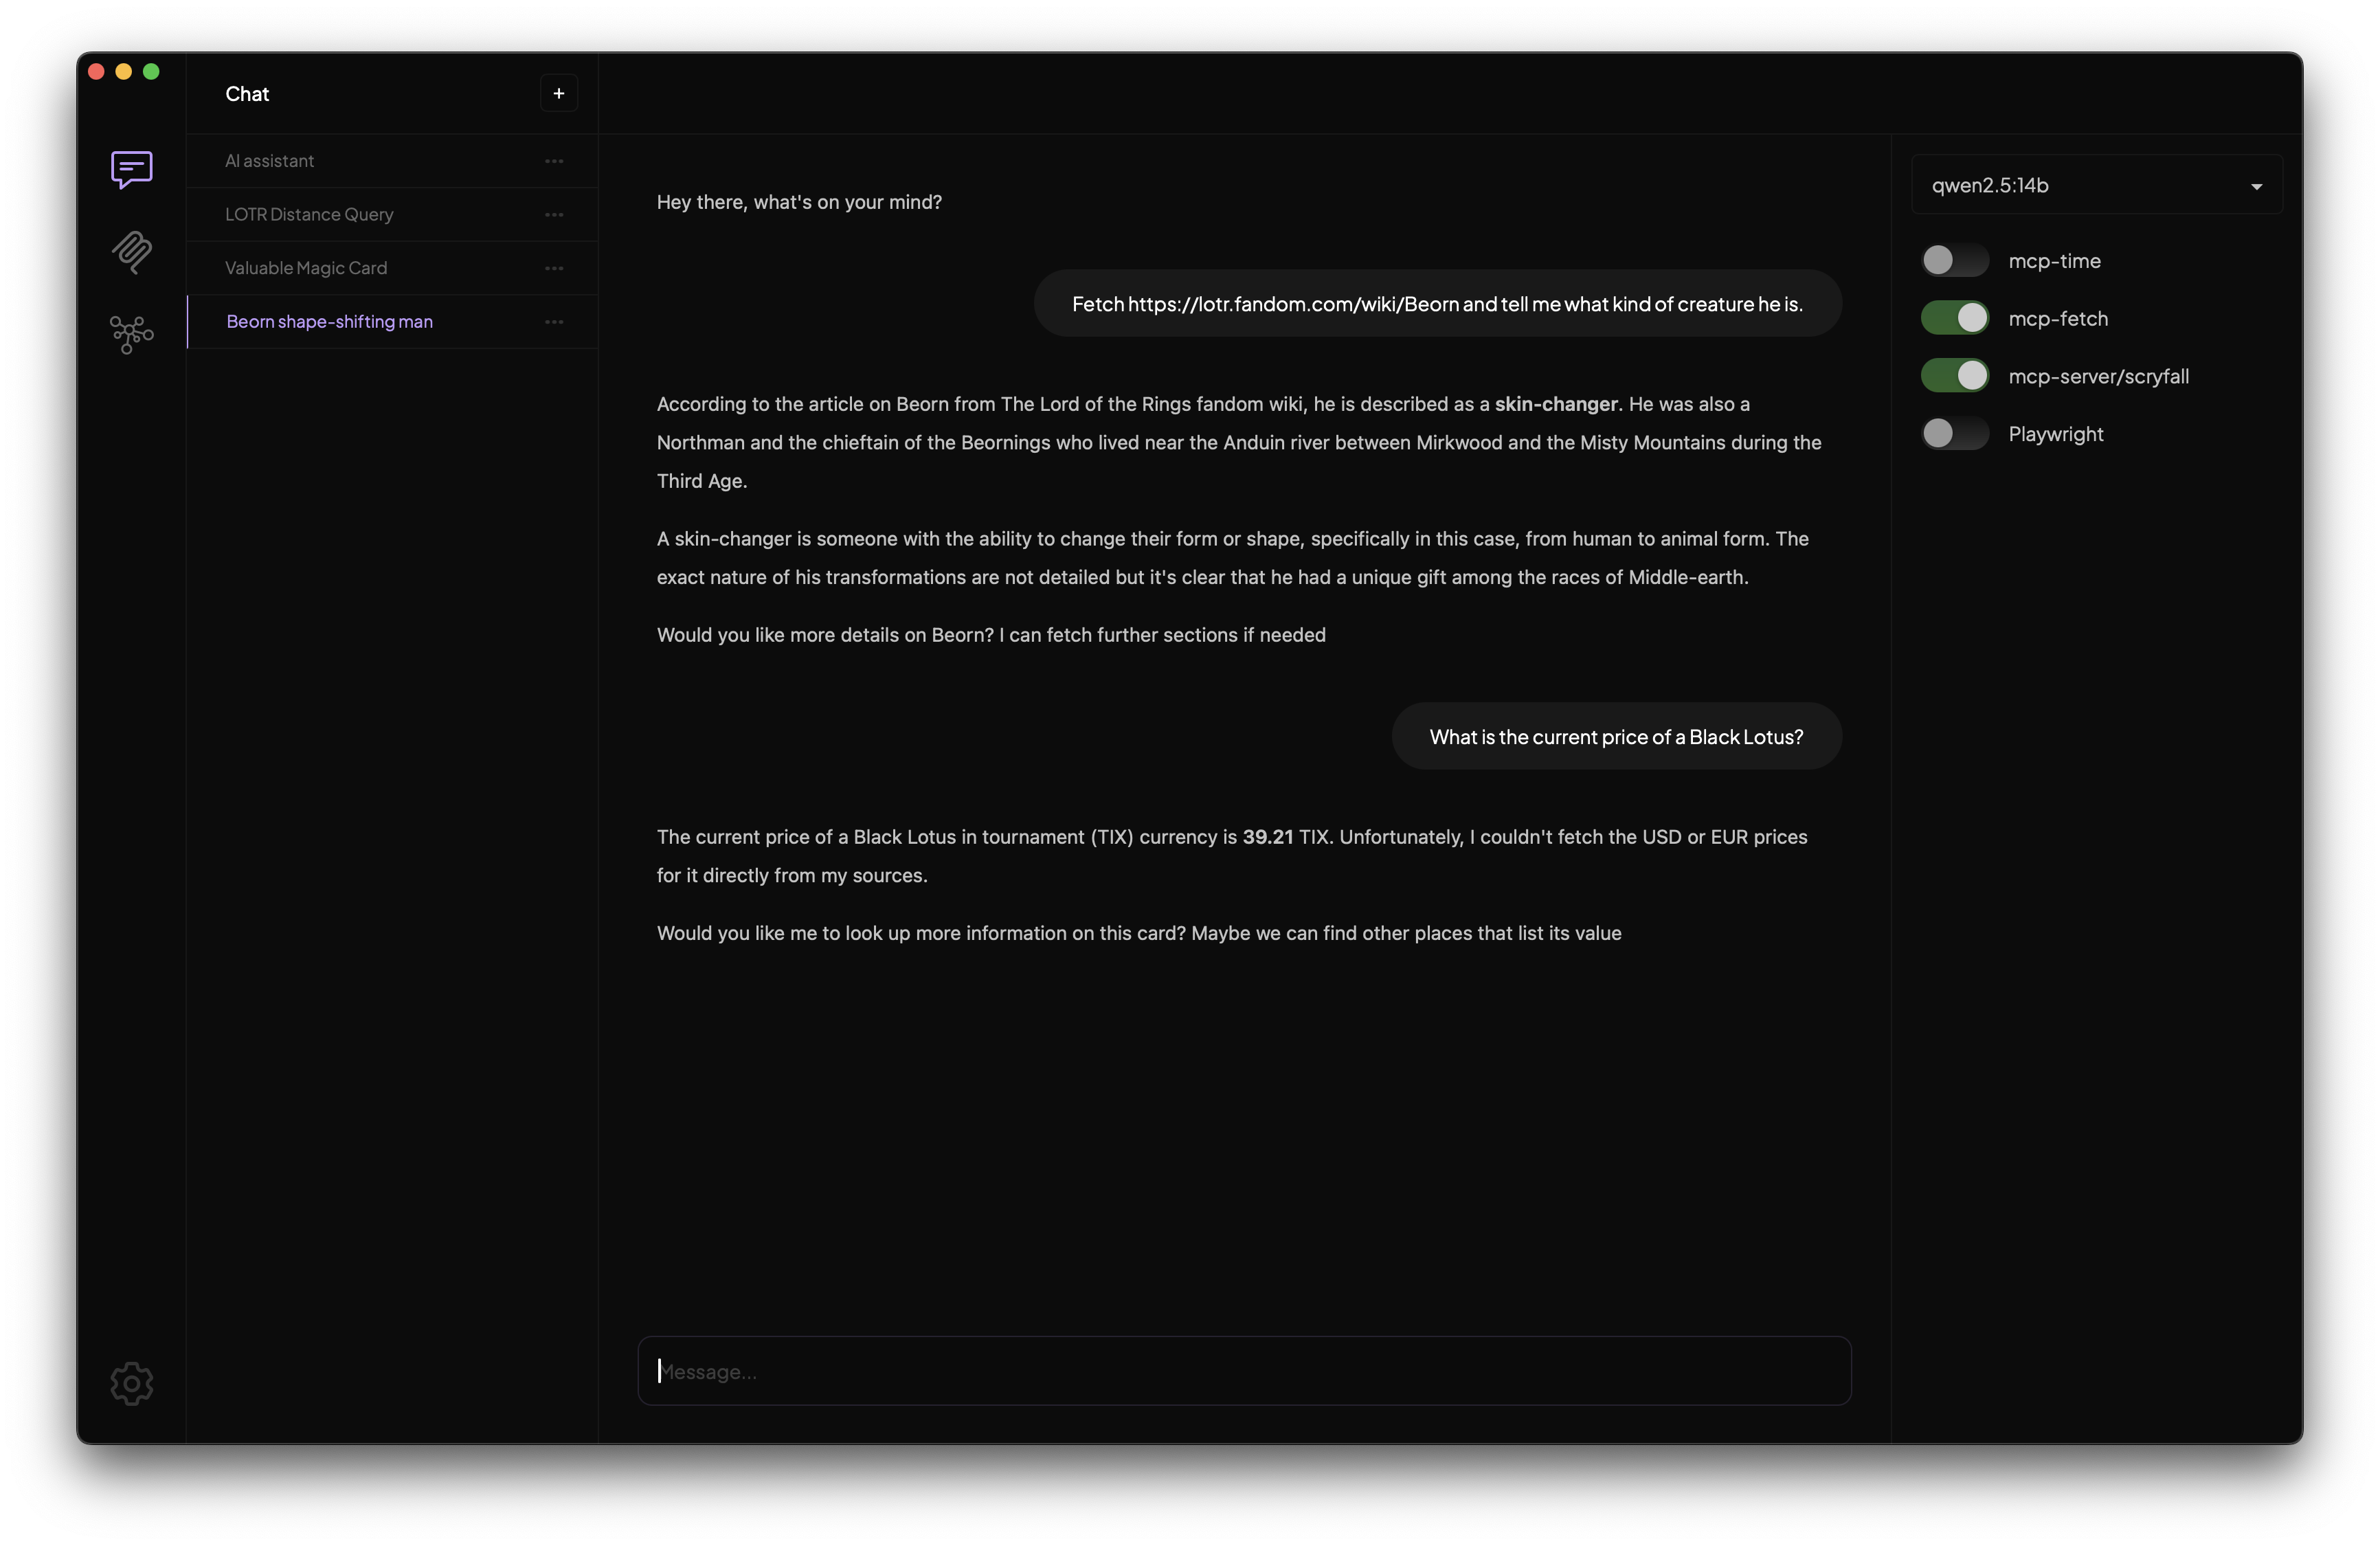 Chat
+
AI assistant
LOTR Distance Query
Valuable Magic Card
Beorn shape-shifting man
Hey there, what's on your mind?
Fetch https://lotr.fandom.com/wiki/Beorn and tell me what kind of creature he is.
According to the article on Beorn from The Lord of the Rings fandom wiki, he is described as a skin-changer. He was also a
Northman and the chieftain of the Beornings who lived near the Anduin river between Mirkwood and the Misty Mountains during the
Third Age.
A skin-changer is someone with the ability to change their form or shape, specifically in this case, from human to animal form. The
exact nature of his transformations are not detailed but it's clear that he had a unique gift among the races of Middle-earth.
Would you like more details on Beorn? I can fetch further sections if needed
What is the current price of a Black Lotus?
The current price of a Black Lotus in tournament (TIX) currency is 39.21 TIX. Unfortunately, I couldn't fetch the USD or EUR prices
for it directly from my sources.
Would you like me to look up more information on this card? Maybe we can find other places that list its value
Message...
qwen2.5:14b
mcp-time
mcp-fetch
mcp-server/scryfall
Playwright